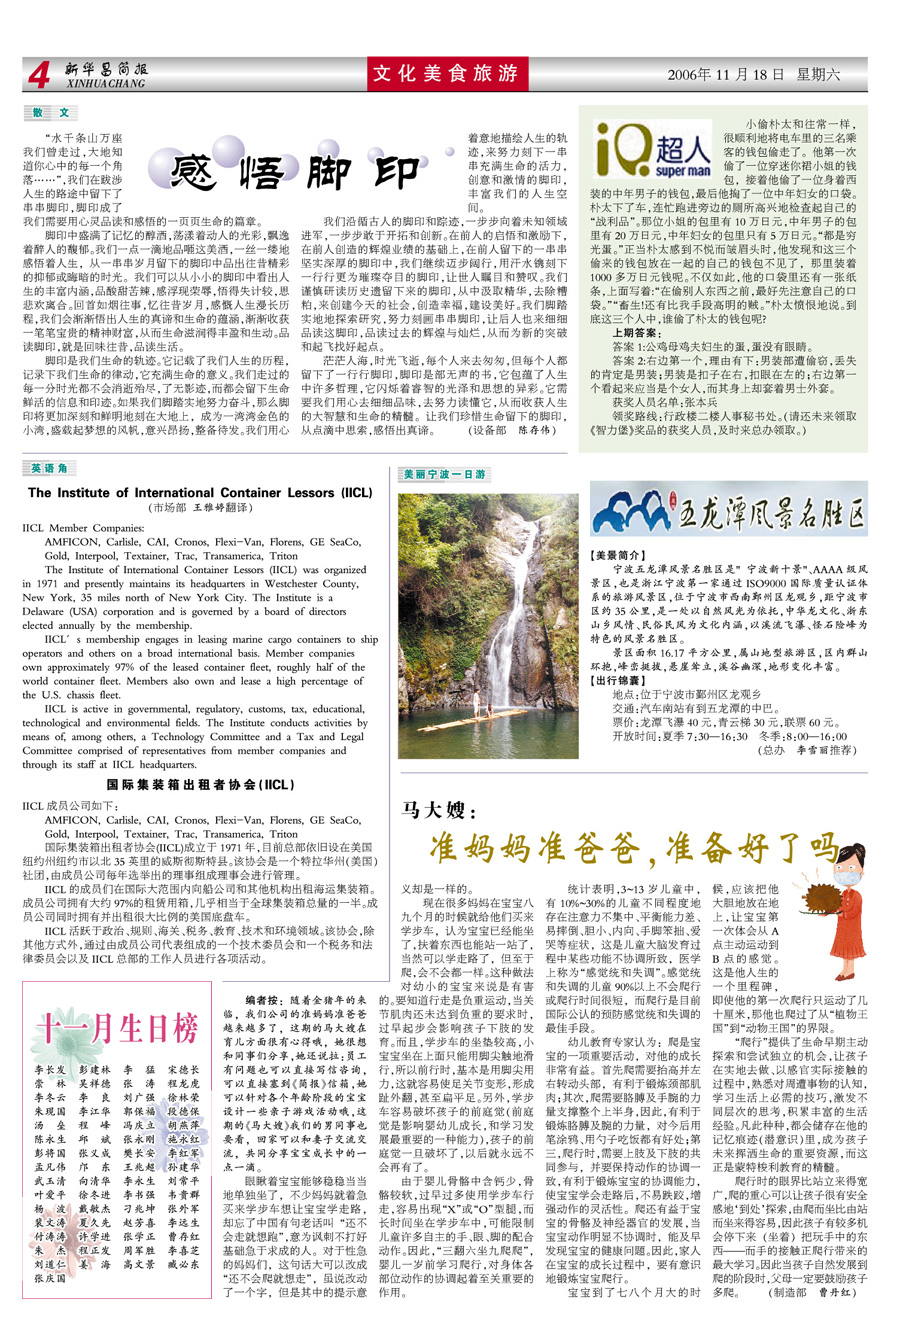 4
新华昌简报
XINHUACHANG
文化美食旅游
2006年 11 月 18 日 星期六
散 文
感悟脚印
“水千条山万座
我们曾走过，大地知
道你心中的每一个角
落……”，我们在跋涉
人生的路途中留下了
串串脚印，脚印成了
我们需要用心灵品读和感悟的一页页生命的篇章。
脚印中盛满了记忆的醇酒，荡漾着动人的光彩，飘逸
着醉人的馥郁。我们一点一滴地品咂这美酒，一丝一缕地
感悟着人生，从一串串岁月留下的脚印中品出往昔精彩
的抑郁或晦暗的时光。我们可以从小小的脚印中看出人
生的丰富内涵，品酸甜苦辣，感浮现荣辱，悟得失计较，思
悲欢离合。回首如烟往事，忆往昔岁月，感慨人生漫长历
程，我们会渐渐悟出人生的真谛和生命的蕴涵，渐渐收获
一笔笔宝贵的精神财富，从而生命滋润得丰盈和生动。品
读脚印，就是回味往昔，品读生活。
脚印是我们生命的轨迹。它记载了我们人生的历程，
记录下我们生命的律动，它充满生命的意义。我们走过的
每一分时光都不会消逝殆尽，了无影迹，而都会留下生命
鲜活的信息和印迹。如果我们脚踏实地努力奋斗，那么脚
印将更加深刻和鲜明地刻在大地上，成为一湾湾金色的
小湾，盛载起梦想的风帆，意兴昂扬，整备待发。我们用心
着意地描绘人生的轨
迹，来努力刻下一串
串充满生命的活力，
创意和激情的脚印，
丰富我们的人生空
间。
我们沿循古人的脚印和踪迹，一步步向着未知领域
进军，一步步敢于开拓和创新。在前人的启悟和激励下，
在前人创造的辉煌业绩的基础上，在前人留下的一串串
坚实深厚的脚印中，我们继续迈步阔行，用汗水镌刻下
一行行更为璀璨夺目的脚印，让世人瞩目和赞叹。我们
谨慎研读历史遗留下来的脚印，从中汲取精华，去除糟
粕，来创建今天的社会，创造幸福，建设美好。我们脚踏
实地地探索研究，努力刻画串串脚印，让后人也来细细
品读这脚印，品读过去的辉煌与灿烂，从而为新的突破
和起飞找好起点。
茫茫人海，时光飞逝，每个人来去匆匆，但每个人都
留下了一行行脚印，脚印是部无声的书，它包蕴了人生
中许多哲理，它闪烁着睿智的光泽和思想的异彩。它需
要我们用心去细细品味，去努力读懂它，从而收获人生
的大智慧和生命的精髓。让我们珍惜生命留下的脚印，
从点滴中思索，感悟出真谛。 （设备部 陈存伟）
IQ超人
super man
小偷朴太和往常一样，
很顺利地将电车里的三名乘
客的钱包偷走了。他第一次
偷了一位穿迷你裙小姐的钱
包，接着他偷了一位身着西
装的中年男子的钱包，最后他掏了一位中年妇女的口袋。
朴太下了车，连忙跑进旁边的厕所高兴地检查起自己的
“战利品”。那位小姐的包里有 10 万日元，中年男子的包
里有 20 万日元，中年妇女的包里只有 5 万日元。“都是穷
光蛋。”正当朴太感到不悦而皱眉头时，他发现和这三个
偷来的钱包放在一起的自己的钱包不见了，那里装着
1000 多万日元钱呢。不仅如此，他的口袋里还有一张纸
条，上面写着：“在偷别人东西之前，最好先注意自己的口
袋。”“畜生！还有比我手段高明的贼。”朴太愤恨地说。到
底这三个人中，谁偷了朴太的钱包呢？
上期答案：
答案 1：公鸡母鸡夫妇生的蛋，蛋没有眼睛。
答案 2：右边第一个，理由有下：男装部遭偷窃，丢失
的肯定是男装；男装是扣子在右，扣眼在左的；右边第一
个看起来应当是个女人，而其身上却套着男士外套。
获奖人员名单：张本兵
领奖路线：行政楼二楼人事秘书处。（请还未来领取
《智力堡》奖品的获奖人员，及时来总办领取。）
英语角
The Institute of International Container Lessors (IICL)
（市场部 王雅婷翻译）
IICL Member Companies:
AMFICON, Carlisle, CAI, Cronos, Flexi-Van, Florens, GE SeaCo,
Gold, Interpool, Textainer, Trac, Transamerica, Triton
The Institute of International Container Lessors (IICL) was organized
in 1971 and presently maintains its headquarters in Westchester County,
New York, 35 miles north of New York City. The Institute is a
Delaware (USA) corporation and is governed by a board of directors
elected annually by the membership.
IICL′s membership engages in leasing marine cargo containers to ship
operators and others on a broad international basis. Member companies
own approximately 97% of the leased container fleet, roughly half of the
world container fleet. Members also own and lease a high percentage of
the U.S. chassis fleet.
IICL is active in governmental, regulatory, customs, tax, educational,
technological and environmental fields. The Institute conducts activities by
means of, among others, a Technology Committee and a Tax and Legal
Committee comprised of representatives from member companies and
through its staff at IICL headquarters.
国际集装箱出租者协会(IICL)
IICL 成员公司如下：
AMFICON, Carlisle, CAI, Cronos, Flexi-Van, Florens, GE SeaCo,
Gold, Interpool, Textainer, Trac, Transamerica, Triton
国际集装箱出租者协会(IICL)成立于 1971 年，目前总部依旧设在美国
纽约州纽约市以北 35 英里的威斯彻斯特县。该协会是一个特拉华州（美国）
社团，由成员公司每年选举出的理事组成理事会进行管理。
IICL 的成员们在国际大范围内向船公司和其他机构出租海运集装箱。
成员公司拥有大约 97%的租赁用箱，几乎相当于全球集装箱总量的一半。成
员公司同时拥有并出租很大比例的美国底盘车。
IICL 活跃于政治、规则、海关、税务、教育、技术和环境领域。该协会，除
其他方式外，通过由成员公司代表组成的一个技术委员会和一个税务和法
律委员会以及 IICL 总部的工作人员进行各项活动。
美丽宁波一日游
五龙潭风景名胜区
【美景简介】
宁波五龙潭风景名胜区是"宁波新十景"、AAAA 级风
景区，也是浙江宁波第一家通过 ISO9000 国际质量认证体
系的旅游风景区，位于宁波市西南鄞州区龙观乡，距宁波市
区约 35 公里，是一处以自然风光为依托，中华龙文化、浙东
山乡风情、民俗民风为文化内涵，以溪流飞瀑、怪石险峰为
特色的风景名胜区。
景区面积 16.17 平方公里，属山地型旅游区，区内群山
环抱，峰峦挺拔，悬崖耸立，溪谷幽深，地形变化丰富。
【出行锦囊】
地点：位于宁波市鄞州区龙观乡
交通：汽车南站有到五龙潭的中巴。
票价：龙潭飞瀑 40 元，青云梯 30 元，联票 60 元。
开放时间：夏季 7：30—16：30 冬季：8：00—16：00
（总办 李雪丽推荐）
马大嫂：
准妈妈准爸爸，准备好了吗
十一月生日榜
李长发 彭建林 李 猛 宋德长
崇 林 吴祥德 张 涛 程龙虎
李冬云 李 良 刘广强 徐林荣
朱现国 李江华 郭保福 段德保
汤 垒 程 峰 冯庆立 胡燕萍
陈永生 邱 斌 张永刚 施永红
彭将国 张义成 樊长安 李红军
孟凡伟 邝 东 王兆超 孙建华
武玉清 向清华 李永生 刘常平
叶爱平 徐冬进 李书强 韦贵群
杨 波 戴敏杰 刁兆坤 张外军
裴文涛 夏久先 赵芳喜 李远生
付涛涛 许学进 张学正 曹存红
朱 杰 程正发 周军胜 李喜芝
刘道仁 姜 海 高文景 臧必东
张庆国
编者按：随着金猪年的来
临，我们公司的准妈妈准爸爸
越来越多了，这期的马大嫂在
育儿方面很有心得哦，她很想
和同事们分享，她还说拉：员工
有问题也可以直接写信咨询，
可以直接塞到《简报》信箱，她
可以针对各个年龄阶段的宝宝
设计一些亲子游戏活动哦，这
期的《马大嫂》我们的男同事也
要看，回家可以和妻子交流交
流，共同分享宝宝成长中的一
点一滴。
眼瞅着宝宝能够稳稳当当
地单独坐了，不少妈妈就着急
买来学步车想让宝宝学走路，
却忘了中国有句老话叫 “还不
会走就想跑”，意为讽刺不打好
基础急于求成的人。对于性急
的妈妈们，这句话大可以改成
“还不会爬就想走”，虽说改动
了一个字，但是其中的提示意
义却是一样的。
现在很多妈妈在宝宝八
九个月的时候就给他们买来
学步车，认为宝宝已经能坐
了，扶着东西也能站一站了，
当然可以学走路了，但至于
爬，会不会都一样。这种做法
对幼小的宝宝来说是有害
的。要知道行走是负重运动，当关
节肌肉还未达到负重的要求时，
过早起步会影响孩子下肢的发
育。而且，学步车的坐垫较高，小
宝宝坐在上面只能用脚尖触地滑
行，所以前行时，基本是用脚尖用
力，这就容易使足关节变形，形成
趾外翻，甚至扁平足。另外，学步
车容易破坏孩子的前庭觉（前庭
觉是影响婴幼儿成长，和学习发
展最重要的一种能力），孩子的前
庭觉一旦破坏了，以后就永远不
会再有了。
由于婴儿骨骼中含钙少，骨
骼较软，过早过多使用学步车行
走，容易出现“X”或“O”型腿，而
长时间坐在学步车中，可能限制
儿童许多自主的手、眼、脚的配合
动作。因此，“三翻六坐九爬爬”，
婴儿一岁前学习爬行，对身体各
部位动作的协调起着至关重要的
作用。
统计表明，3~13 岁儿童中，
有 10%~30%的儿童不同程度地
存在注意力不集中、平衡能力差、
易摔倒、胆小、内向、手脚笨拙、爱
哭等症状，这是儿童大脑发育过
程中某些功能不协调所致，医学
上称为“感觉统和失调”。感觉统
和失调的儿童 90%以上不会爬行
或爬行时间很短，而爬行是目前
国际公认的预防感觉统和失调的
最佳手段。
幼儿教育专家认为：爬是宝
宝的一项重要活动，对他的成长
非常有益。首先爬需要抬高并左
右转动头部，有利于锻炼颈部肌
肉；其次，爬需要胳膊及手腕的力
量支撑整个上半身，因此，有利于
锻炼胳膊及腕的力量，对今后用
笔涂鸦、用勺子吃饭都有好处；第
三，爬行时，需要上肢及下肢的共
同参与，并要保持动作的协调一
致，有利于锻炼宝宝的协调能力，
使宝宝学会走路后，不易跌跤，增
强动作的灵活性。爬还有益于宝
宝的骨骼及神经器官的发展，当
宝宝动作明显不协调时，能及早
发现宝宝的健康问题。因此，家人
在宝宝的成长过程中，要有意识
地锻炼宝宝爬行。
宝宝到了七八个月大的时
候，应该把他
大胆地放在地
上，让宝宝第
一次体会从 A
点主动运动到
B 点的感觉。
这是他人生的
一个里程碑，
即使他的第一次爬行只运动了几
十厘米，那他也爬过了从“植物王
国”到“动物王国”的界限。
“爬行”提供了生命早期主动
探索和尝试独立的机会，让孩子
在实地去做、以感官实际接触的
过程中，熟悉对周遭事物的认知，
学习生活上必需的技巧，激发不
同层次的思考，积累丰富的生活
经验。凡此种种，都会储存在他的
记忆痕迹（潜意识）里，成为孩子
未来挥洒生命的重要资源，而这
正是蒙特梭利教育的精髓。
爬行时的眼界比站立来得宽
广，爬的重心可以让孩子很有安全
感地‘到处’探索，由爬而坐比由站
而坐来得容易，因此孩子有较多机
会停下来（坐着）把玩手中的东
西——而手的接触正爬行带来的
最大学习。因此当孩子自然发展到
爬的阶段时，父母一定要鼓励孩子
多爬。 （制造部 曹丹红）